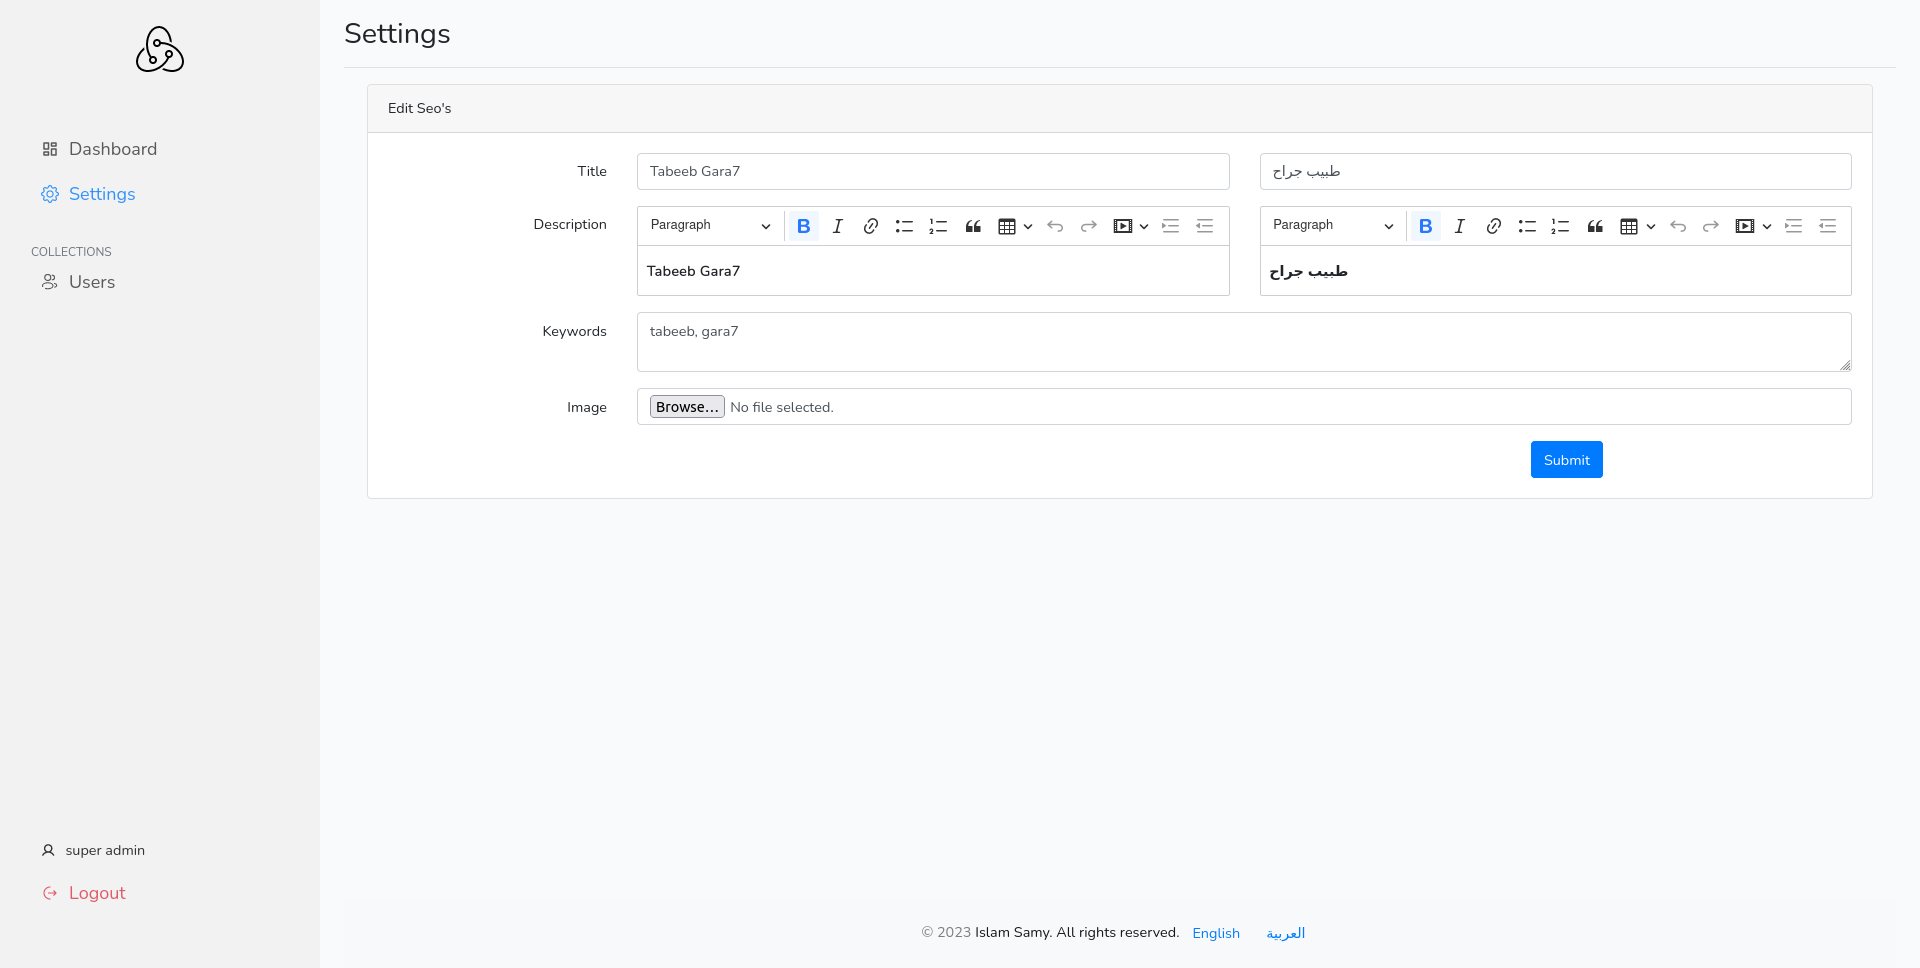 Settings
Dashboard
Settings
COLLECTIONS
Users
super admin
Logout
Edit Seo's
Title
Tabeeb Gara7
طبيب جراح
Description
Paragraph
Paragraph
Tabeeb Gara7
طبيب جراح
Keywords
tabeeb, gara7
Image
Browse... No file selected.
Submit
© 2023 Islam Samy. All rights reserved. English العربية